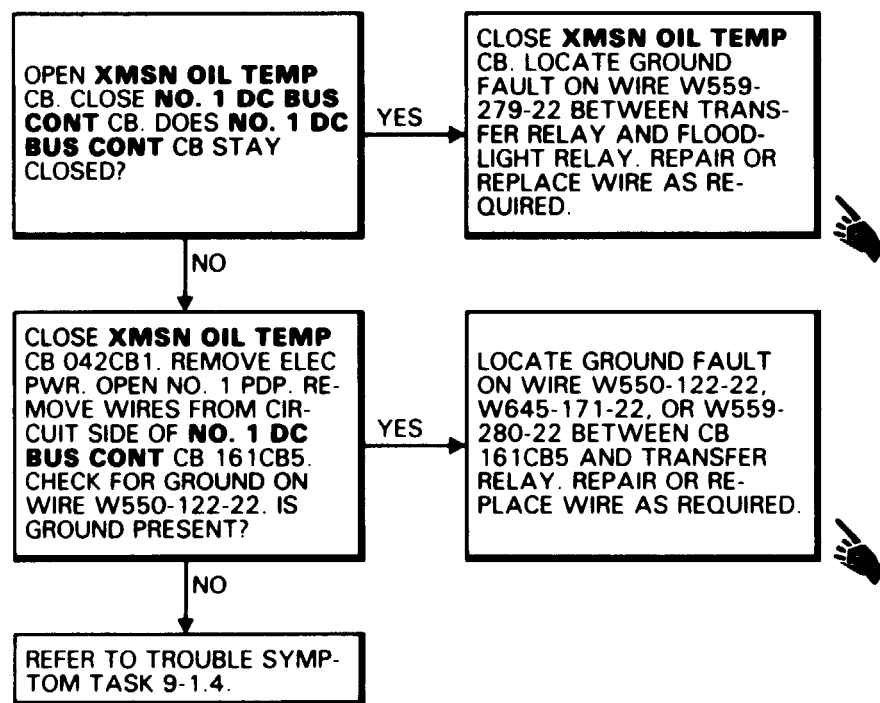 OPEN XMSN OIL TEMP
CB. CLOSE NO. 1 DC BUS
CONT CB. DOES NO. 1 DC
BUS CONT CB STAY
CLOSED?
YES
CLOSE XMSN OIL TEMP
CB. LOCATE GROUND
FAULT ON WIRE W559-
279-22 BETWEEN TRANS-
FER RELAY AND FLOOD-
LIGHT RELAY. REPAIR OR
REPLACE WIRE AS RE-
QUIRED.
NO
CLOSE XMSN OIL TEMP
CB 042CB1. REMOVE ELEC
PWR. OPEN NO. 1 PDP. RE-
MOVE WIRES FROM CIR-
CUIT SIDE OF NO. 1 DC
BUS CONT CB 161CB5.
CHECK FOR GROUND ON
WIRE W550-122-22. IS
GROUND PRESENT?
YES
LOCATE GROUND FAULT
ON WIRE W550-122-22,
W645-171-22, OR W559-
280-22 BETWEEN CB
161CB5 AND TRANSFER
RELAY. REPAIR OR RE-
PLACE WIRE AS REQUIRED.
NO
REFER TO TROUBLE SYMP-
TOM TASK 9-1.4.